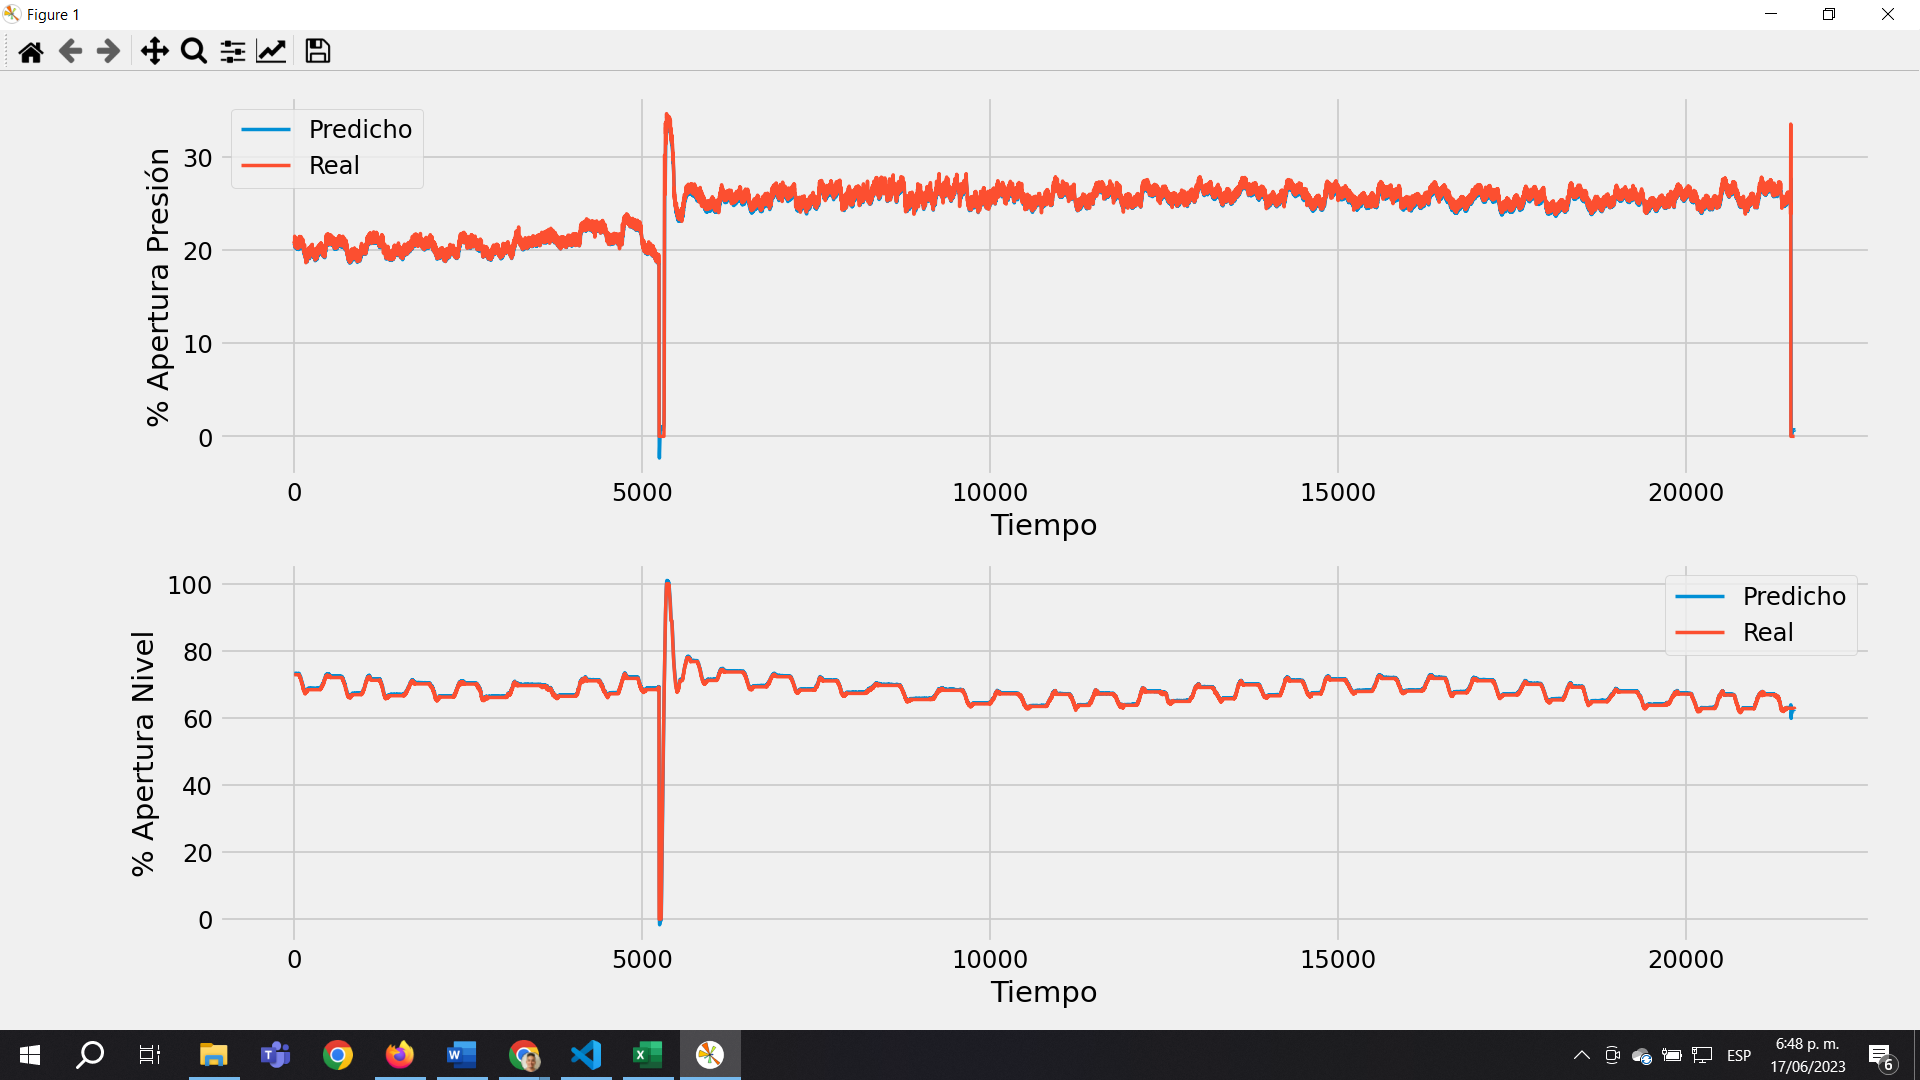 Figure 1
Predicho
Real
30
20
10
0
% Apertura Presión
0 5000 10000 15000 20000
Tiempo
100
80
60
40
20
0
% Apertura Nivel
Predicho
Real
0 5000 10000 15000 20000
Tiempo
ESP
6:48 p. m.
17/06/2023
6